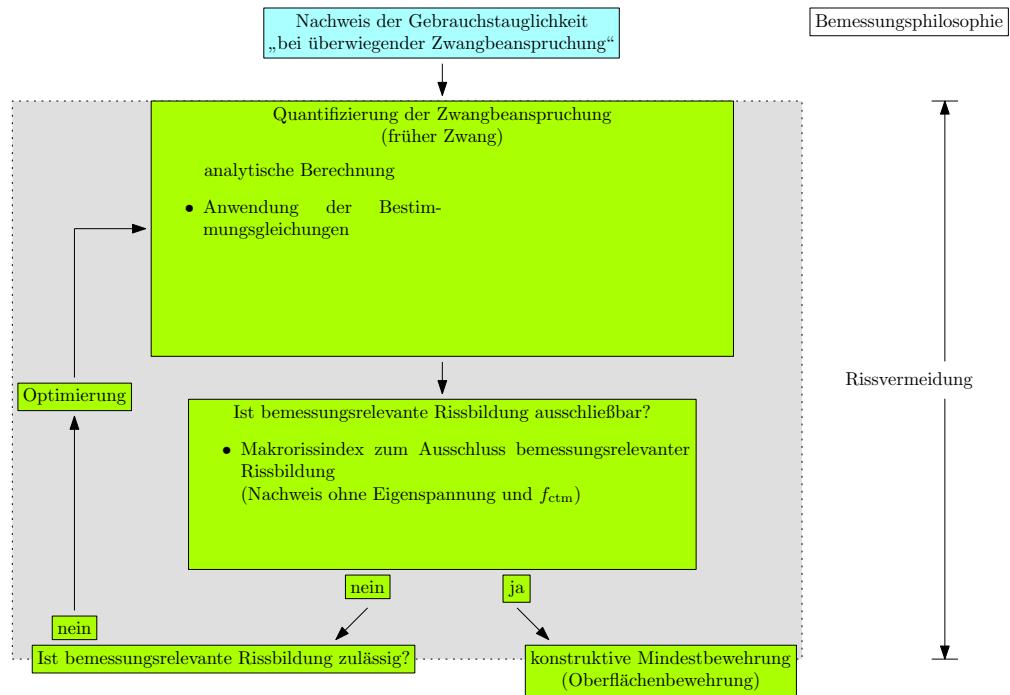 Nachweis der Gebrauchstauglichkeit
„bei überwiegender Zwangbeanspruchung“
Bemessungsphilosophie
Quantifizierung der Zwangbeanspruchung
(früher Zwang)
analytische Berechnung
• Anwendung der Bestim-
mungsgleichungen
Optimierung
Rissvermeidung
Ist bemessungsrelevante Rissbildung ausschließbar?
• Makrorissindex zum Ausschluss bemessungsrelevanter
Rissbildung
(Nachweis ohne Eigenspannung und fctm)
nein
ja
nein
Ist bemessungsrelevante Rissbildung zulässig?
konstruktive Mindestbewehrung
(Oberflächenbewehrung)